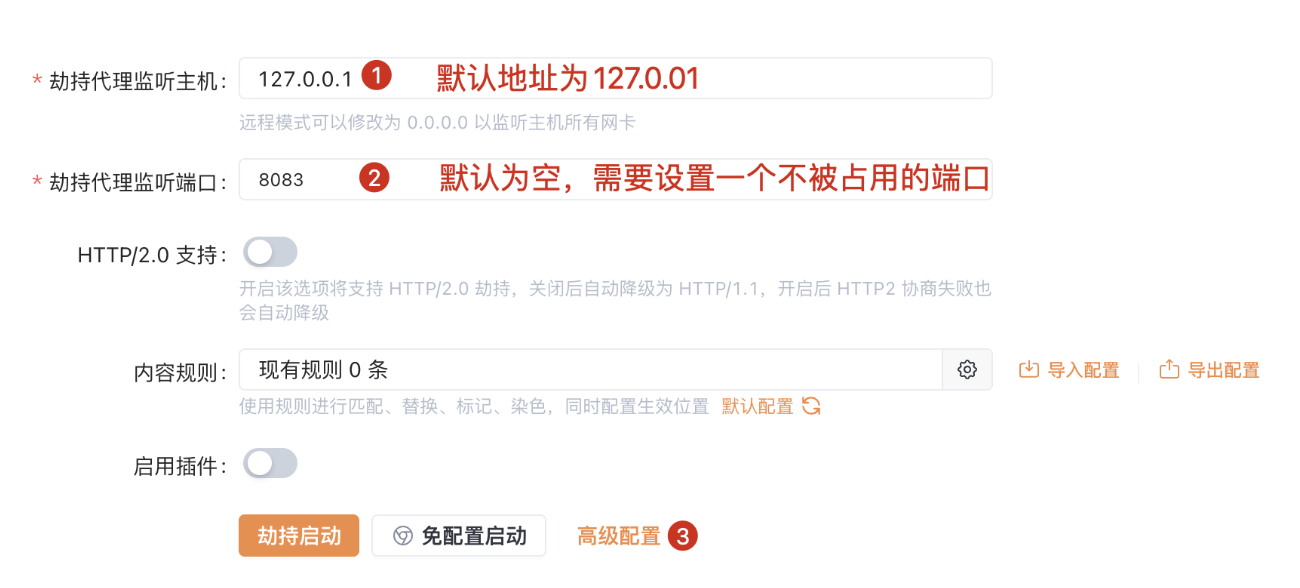 * 劫持代理监听主机: 127.0.0.1 1 默认地址为127.0.01
远程模式可以修改为 0.0.0.0 以监听主机所有网卡
* 劫持代理监听端口: 8083 2 默认为空，需要设置一个不被占用的端口
HTTP/2.0 支持:
开启该选项将支持 HTTP/2.0 劫持，关闭后自动降级为 HTTP/1.1，开启后 HTTP2 协商失败也
会自动降级
内容规则: 现有规则 0 条 导入配置 导出配置
使用规则进行匹配、替换、标记、染色，同时配置生效位置 默认配置
启用插件:
劫持启动 免配置启动 高级配置 3